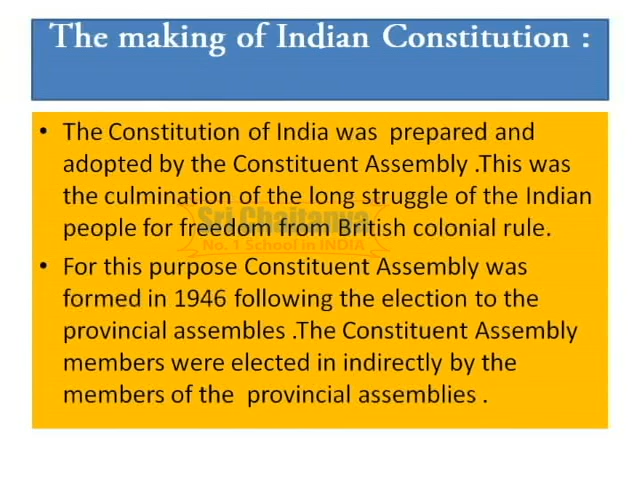 The making of Indian Constitution :
• The Constitution of India was prepared and
adopted by the Constituent Assembly .This was
the culmination of the long struggle of the Indian
people for freedom from British colonial rule.
Sri Chaitanya
No. 1 School in INDIA
• For this purpose Constituent Assembly was
formed in 1946 following the election to the
provincial assembles .The Constituent Assembly
members were elected in indirectly by the
members of the provincial assemblies .